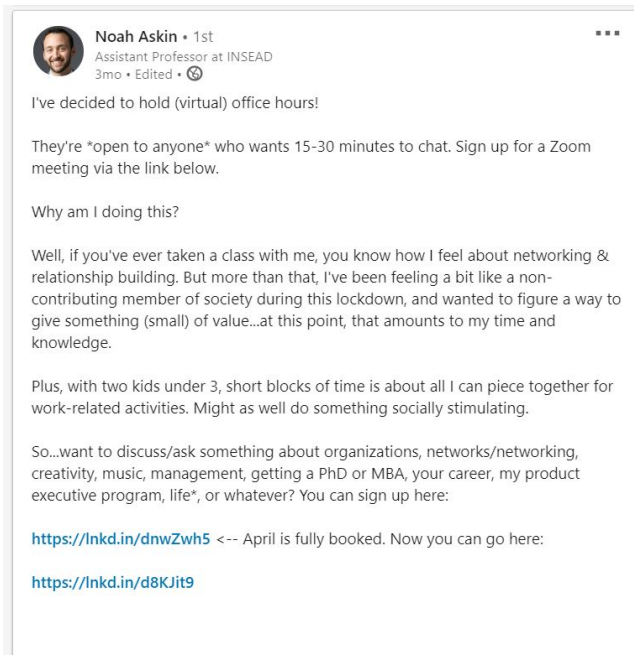 Noah Askin • 1st
Assistant Professor at INSEAD
3mo • Edited •
I've decided to hold (virtual) office hours!
They're *open to anyone* who wants 15-30 minutes to chat. Sign up for a Zoom
meeting via the link below.
Why am I doing this?
Well, if you've ever taken a class with me, you know how I feel about networking &
relationship building. But more than that, I've been feeling a bit like a non-
contributing member of society during this lockdown, and wanted to figure a way to
give something (small) of value...at this point, that amounts to my time and
knowledge.
Plus, with two kids under 3, short blocks of time is about all I can piece together for
work-related activities. Might as well do something socially stimulating.
So...want to discuss/ask something about organizations, networks/networking,
creativity, music, management, getting a PhD or MBA, your career, my product
executive program, life*, or whatever? You can sign up here:
https://lnkd.in/dnwZwh5 <-- April is fully booked. Now you can go here:
https://lnkd.in/d8KJit9